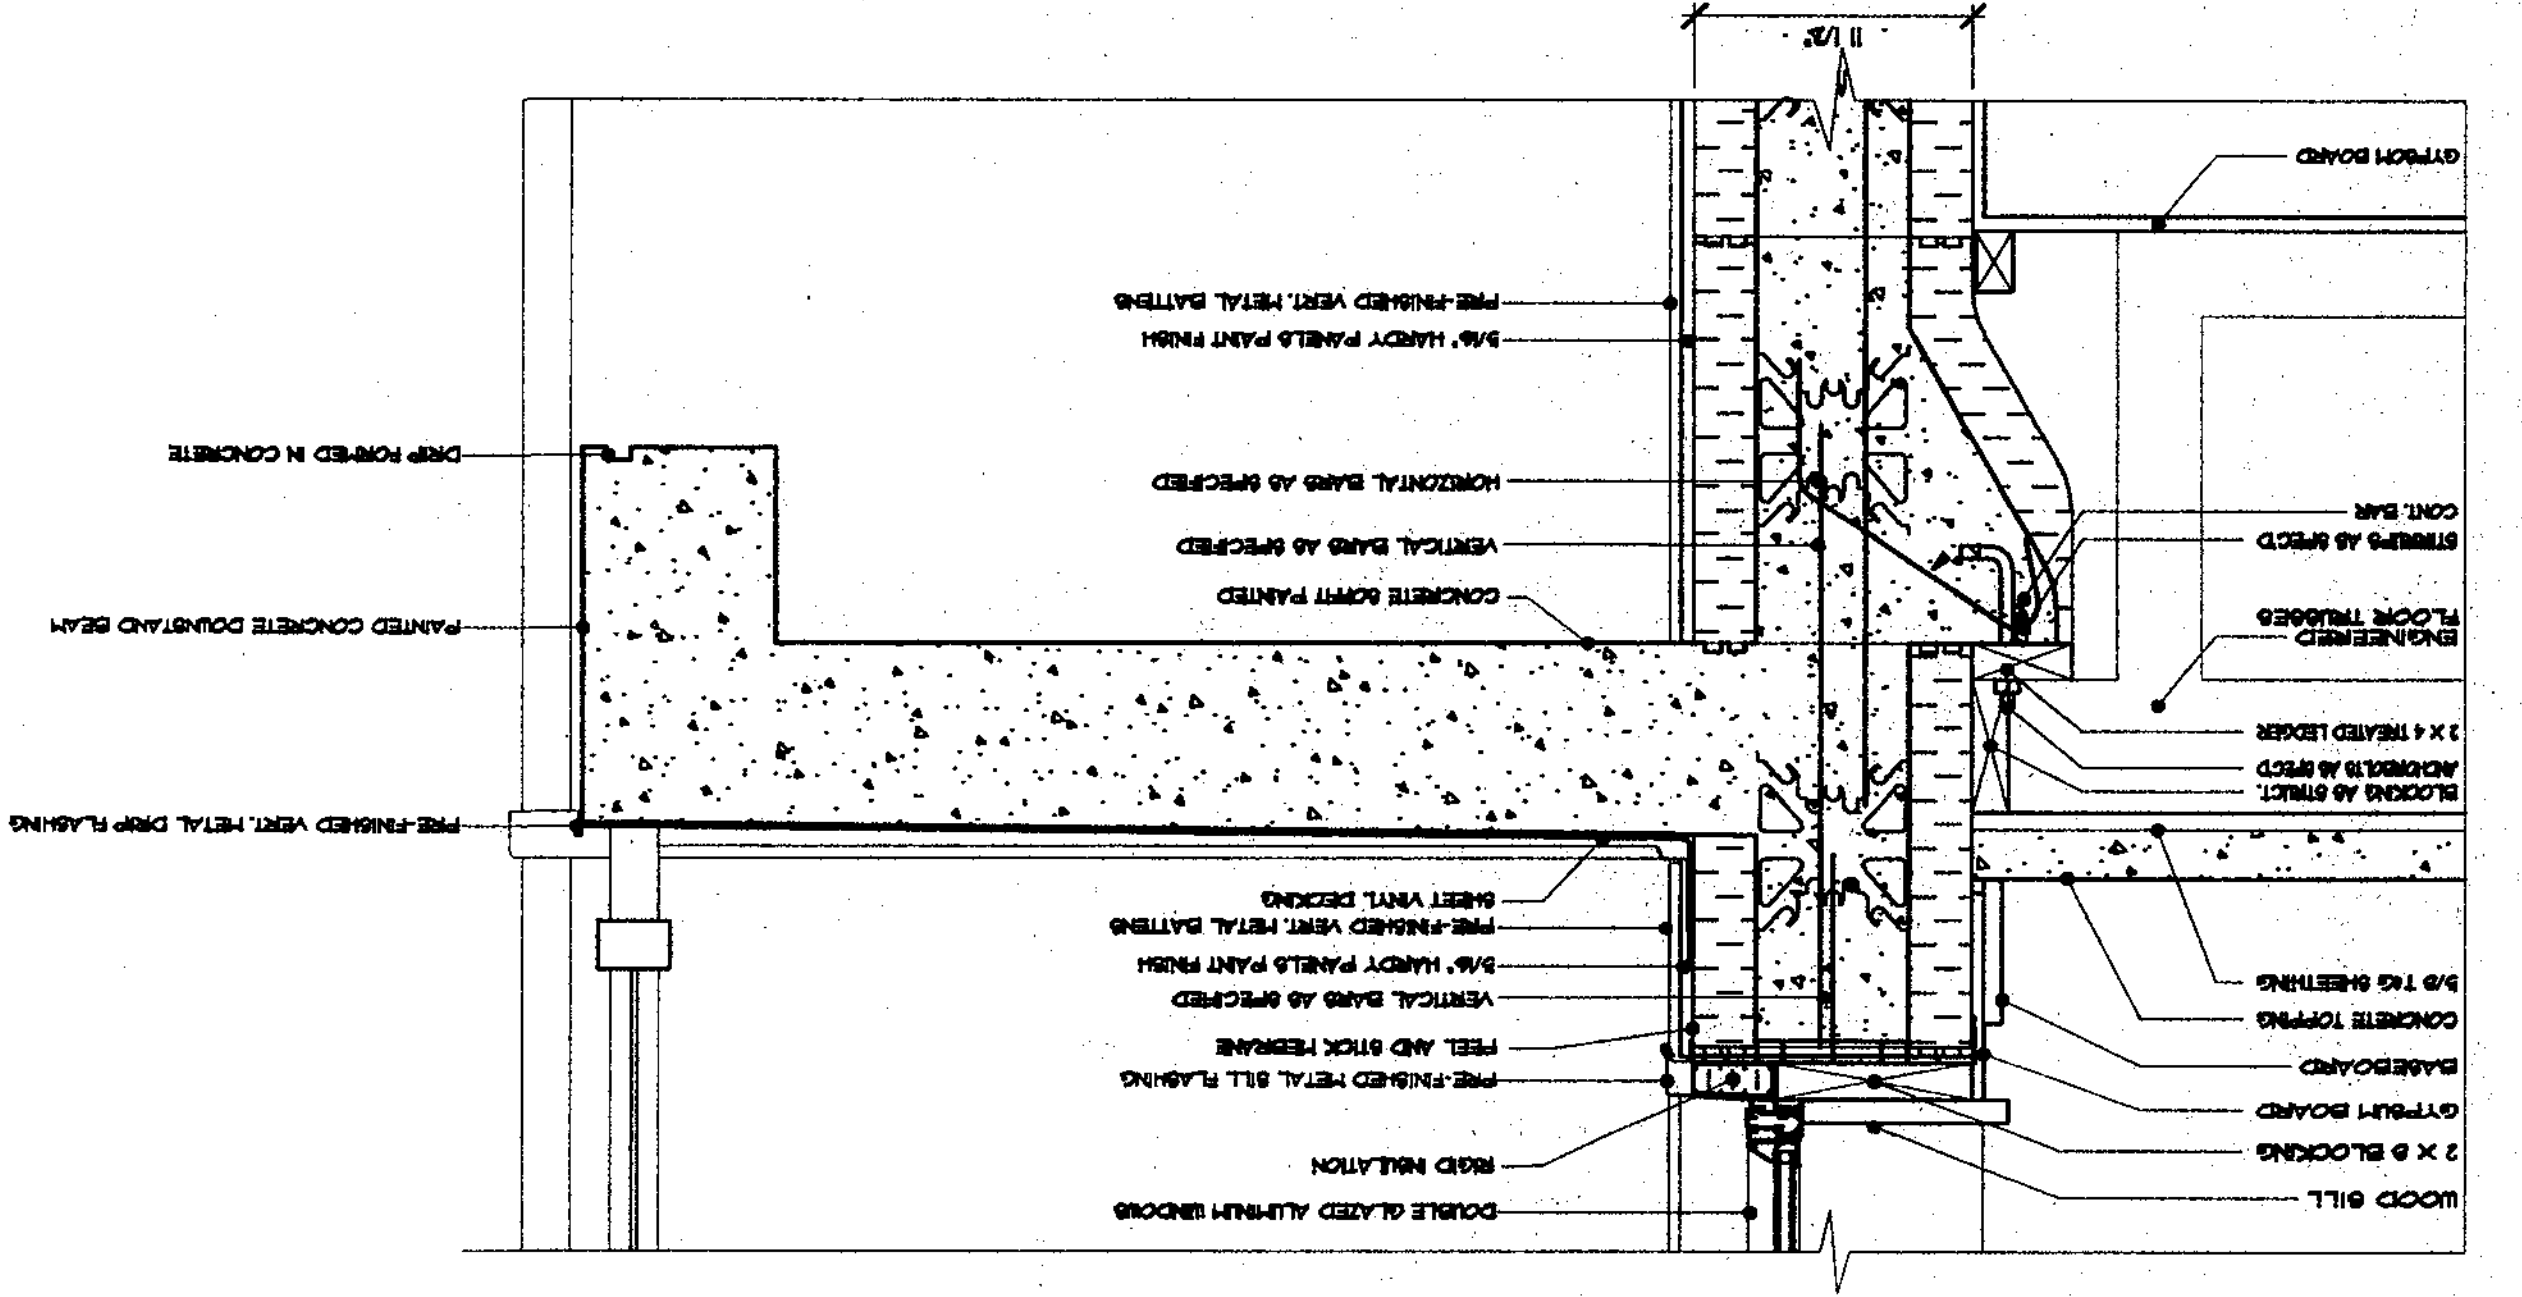 WOOD SILL
2 X 8 BLOCKING
GYPSUM BOARD
BASEBOARD
CONCRETE TOPPING
5/8 T&G SHEETHING
BLOCKING AS STRUCT.
ANCHORBOLTS AS SPEC'D
2 X 4 TREATED LEDGER
ENGINEERED
FLOOR TRUSSES
STIRRUPS AS SPEC'D
CONT. BAR
GYPSUM BOARD
DOUBLE GLAZED ALUMINUM WINDOWS
RIGID INSULATION
PRE-FINISHED METAL SILL FLASHING
PEEL AND STICK MEBRANE
VERTICAL BARS AS SPECIFIED
5/16" HARDY PANELS PAINT FINISH
PRE-FINISHED VERT. METAL BATTENS
SHEET VINYL DECKING
CONCRETE SOFFIT PAINTED
VERTICAL BARS AS SPECIFIED
HORIZONTAL BARS AS SPECIFIED
5/16" HARDY PANELS PAINT FINISH
PRE-FINISHED VERT. METAL BATTENS
PRE-FINISHED VERT. METAL DRIP FLASHING
PAINTED CONCRETE DOWNSTAND BEAM
DRIP FORMED IN CONCRETE
11 1/2"